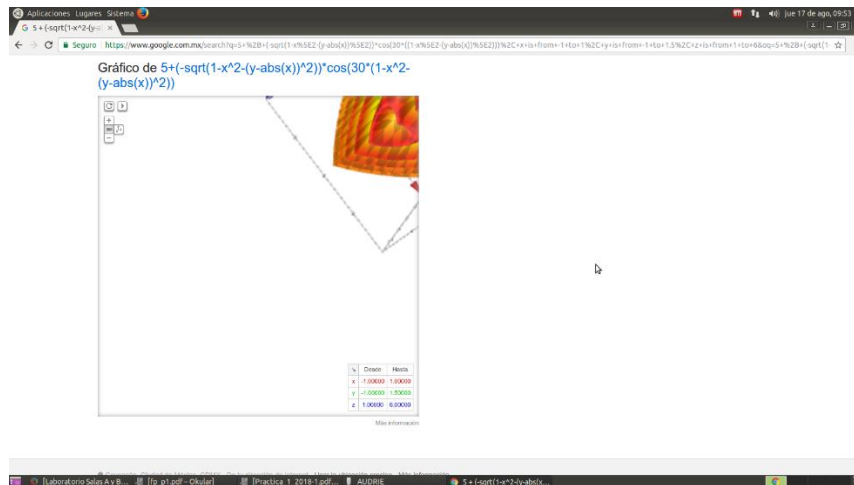 Aplicaciones Lugares Sistema
jue 17 de ago, 09:53
G 5+(-sqrt(1-x^2-(y-a
Seguro https://www.google.com.mx/search?q=5+%2B+(-sqrt(1-x%5E2-(y-abs(x))%5E2))*cos(30*((1-x%5E2-(y-abs(x))%5E2)))%2C+x+is+from+-1+to+1%2C+y+is+from+-1+to+1.5%2C+z+is+from+1+to+6&oq=5+%2B+(-sqrt(1-
Gráfico de 5+(-sqrt(1-x^2-(y-abs(x))^2))*cos(30*(1-x^2-
(y-abs(x))^2))
Desde Hasta
x -1.00000 1.00000
y -1.00000 1.50000
z 1.00000 6.00000
Más información
[Laboratorio Salas A y B... [fp_p1.pdf - Okular] [Practica_1_2018-1.pdf... AUDRIE 5+(-sqrt(1-x^2-(y-abs(x...